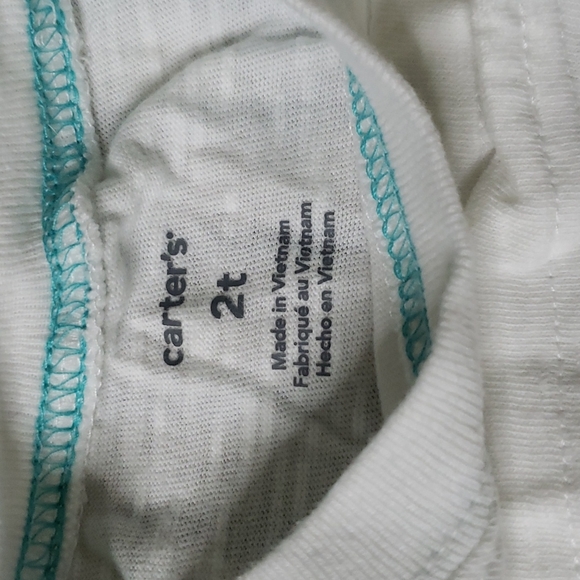 carter's®
2t
Made in Vietnam
Fabriqué au Vietnam
Hecho en Vietnam